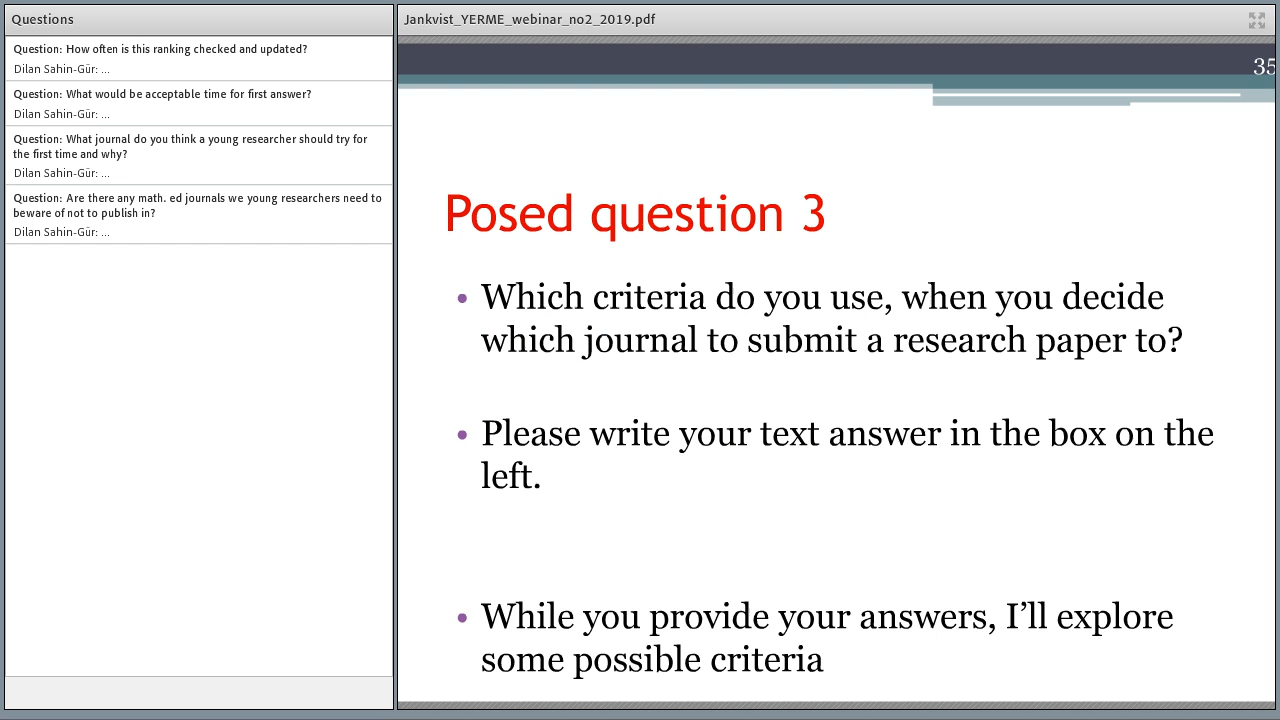 Questions
Question: How often is this ranking checked and updated?
Dilan Sahin-Gür: ...
Question: What would be acceptable time for first answer?
Dilan Sahin-Gür: ...
Question: What journal do you think a young researcher should try for
the first time and why?
Dilan Sahin-Gür: ...
Question: Are there any math. ed journals we young researchers need to
beware of not to publish in?
Dilan Sahin-Gür: ...
Jankvist_YERME_webinar_no2_2019.pdf
35
Posed question 3
• Which criteria do you use, when you decide
which journal to submit a research paper to?
• Please write your text answer in the box on the
left.
• While you provide your answers, I’ll explore
some possible criteria